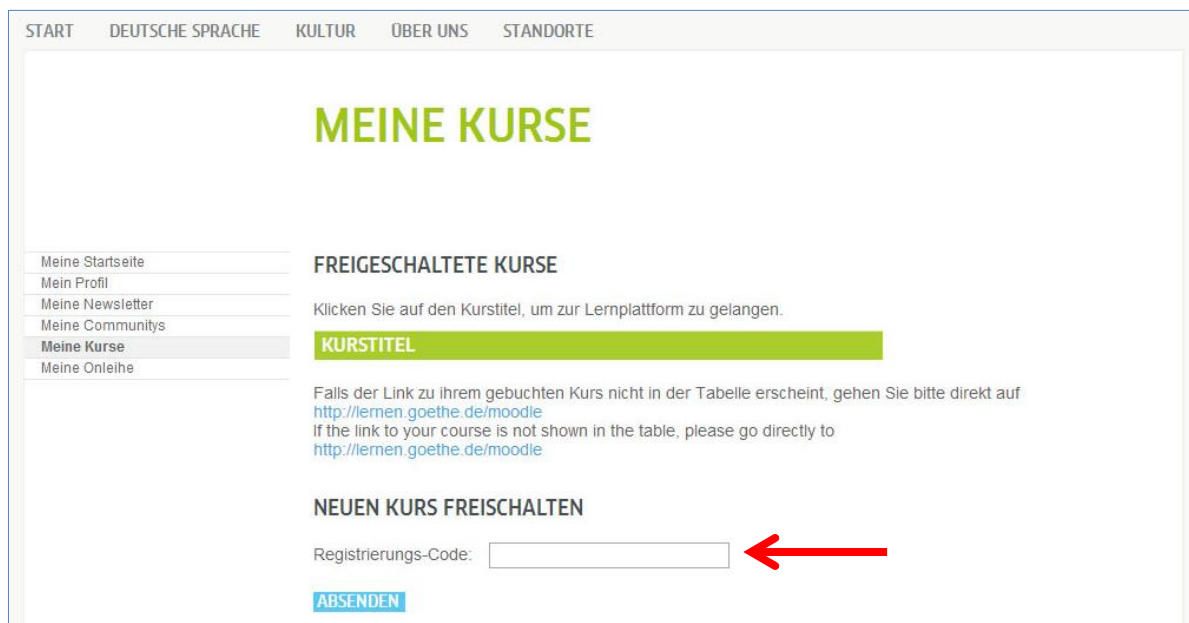 START DEUTSCHE SPRACHE KULTUR ÜBER UNS STANDORTE
MEINE KURSE
Meine Startseite
Mein Profil
Meine Newsletter
Meine Communitys
Meine Kurse
Meine Onleihe
FREIGESCHALTETE KURSE
Klicken Sie auf den Kurstitel, um zur Lernplattform zu gelangen.
KURSTITEL
Falls der Link zu ihrem gebuchten Kurs nicht in der Tabelle erscheint, gehen Sie bitte direkt auf
http://lernen.goethe.de/moodle
If the link to your course is not shown in the table, please go directly to
http://lernen.goethe.de/moodle
NEUEN KURS FREISCHALTEN
Registrierungs-Code:
ABSENDEN